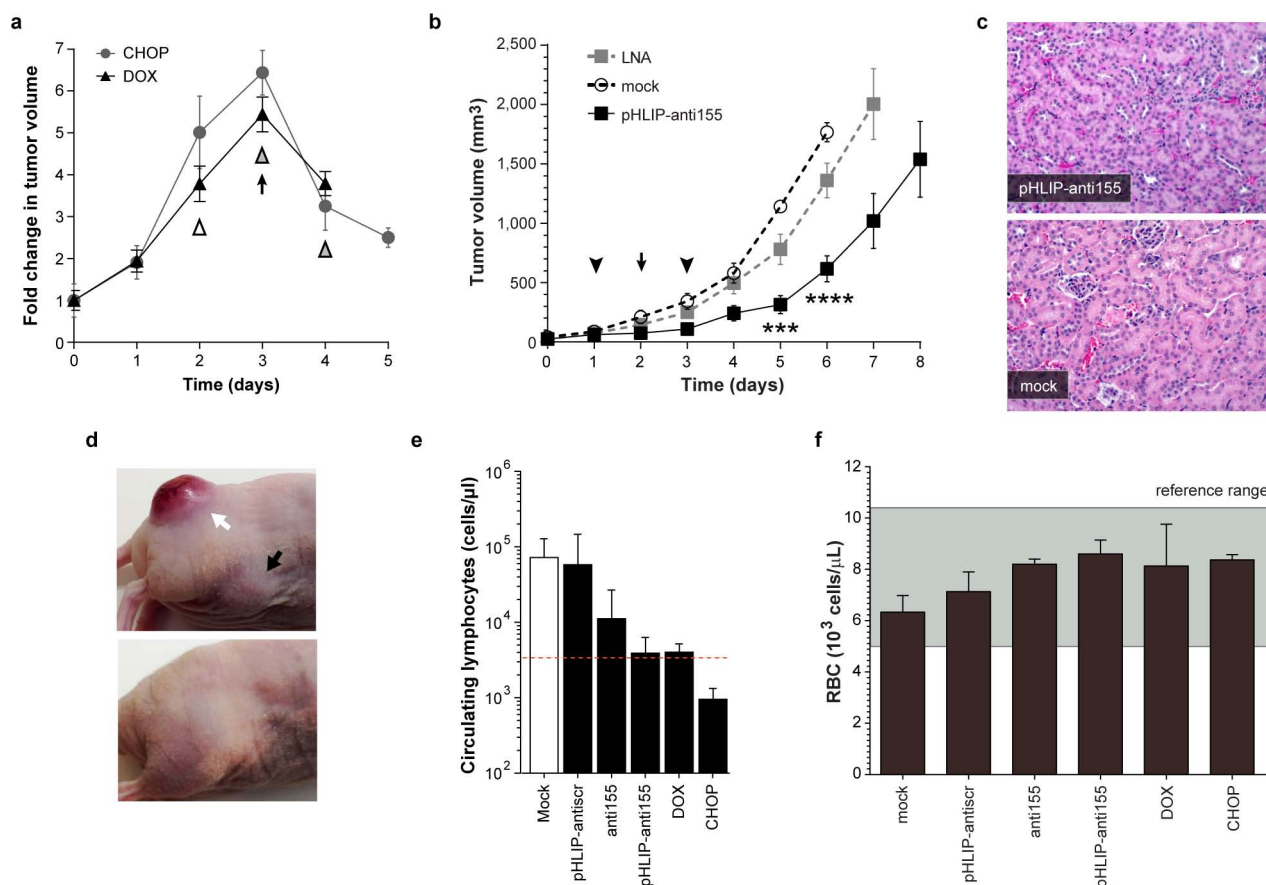 a
CHOP
DOX
Fold change in tumor volume
7
6
5
4
3
2
1
0
0 1 2 3 4 5
Time (days)
b
LNA
mock
pHLIP-anti155
Tumor volume (mm3)
2,500
2,000
1,500
1,000
500
0
***
****
0 1 2 3 4 5 6 7 8
Time (days)
c
pHLIP-anti155
mock
d
e
Circulating lymphocytes (cells/µl)
10^6
10^5
10^4
10^3
10^2
Mock
pHLIP-antiscr
anti155
pHLIP-anti155
DOX
CHOP
f
reference range
RBC (10^3 cells/µL)
12
10
8
6
4
2
0
mock
pHLIP-antiscr
anti155
pHLIP-anti155
DOX
CHOP